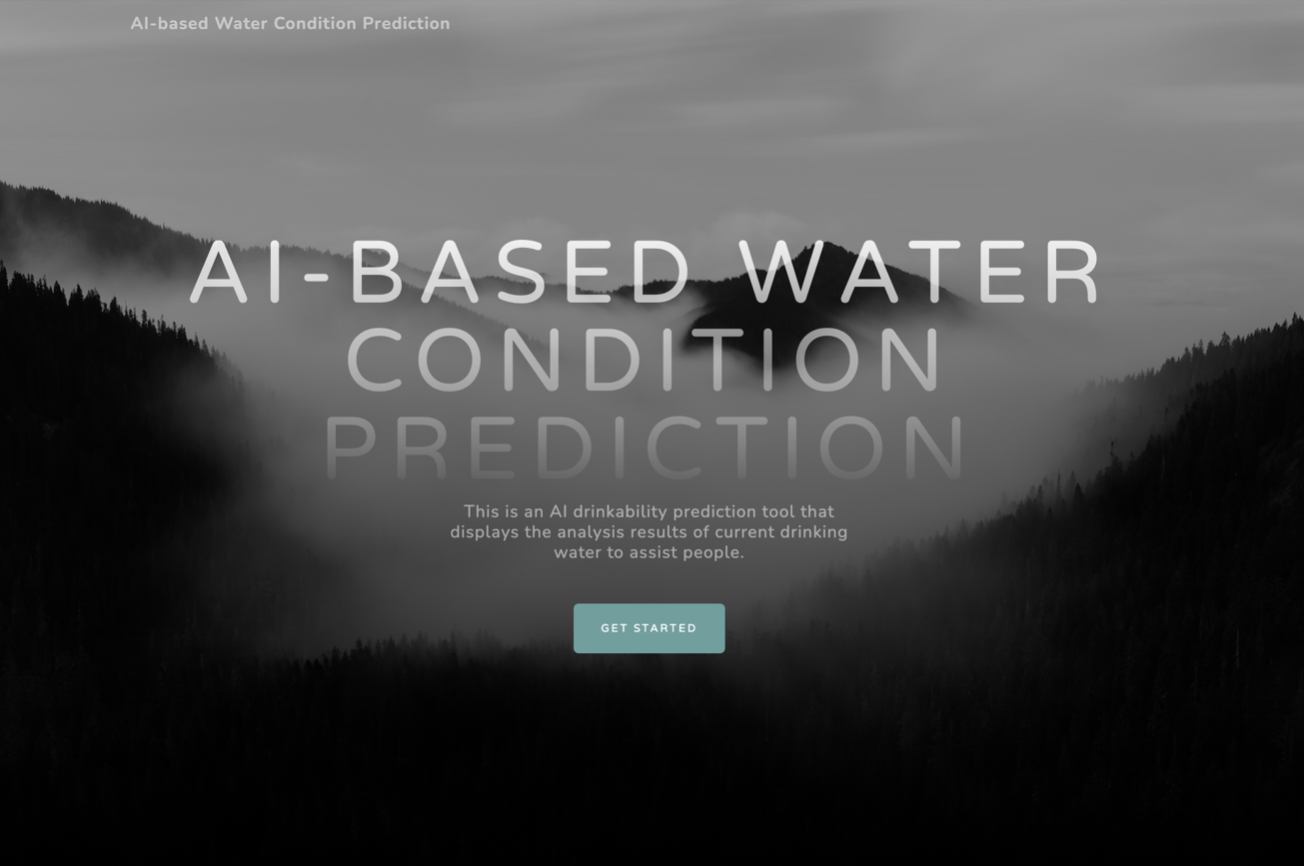 AI-based Water Condition Prediction
AI-BASED WATER
CONDITION
PREDICTION
This is an AI drinkability prediction tool that
displays the analysis results of current drinking
water to assist people.
GET STARTED